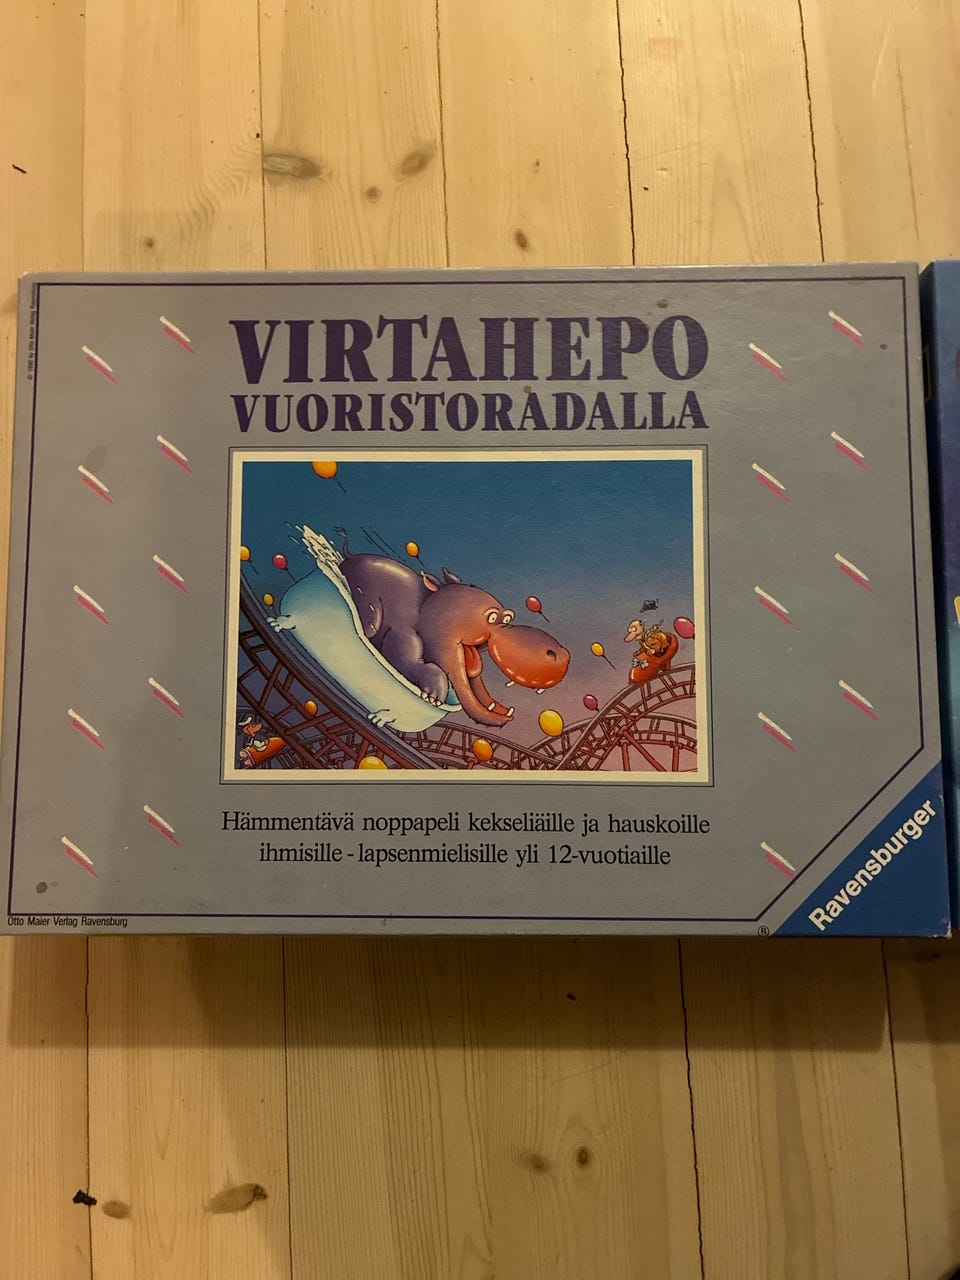 VIRTAHEPO
VUORISTORADALLA
Hämmentävä noppapeli kekseliäille ja hauskoille
ihmisille - lapsenmielisille yli 12-vuotiaille
Ravensburger
Otto Maier Verlag Ravensburg
®